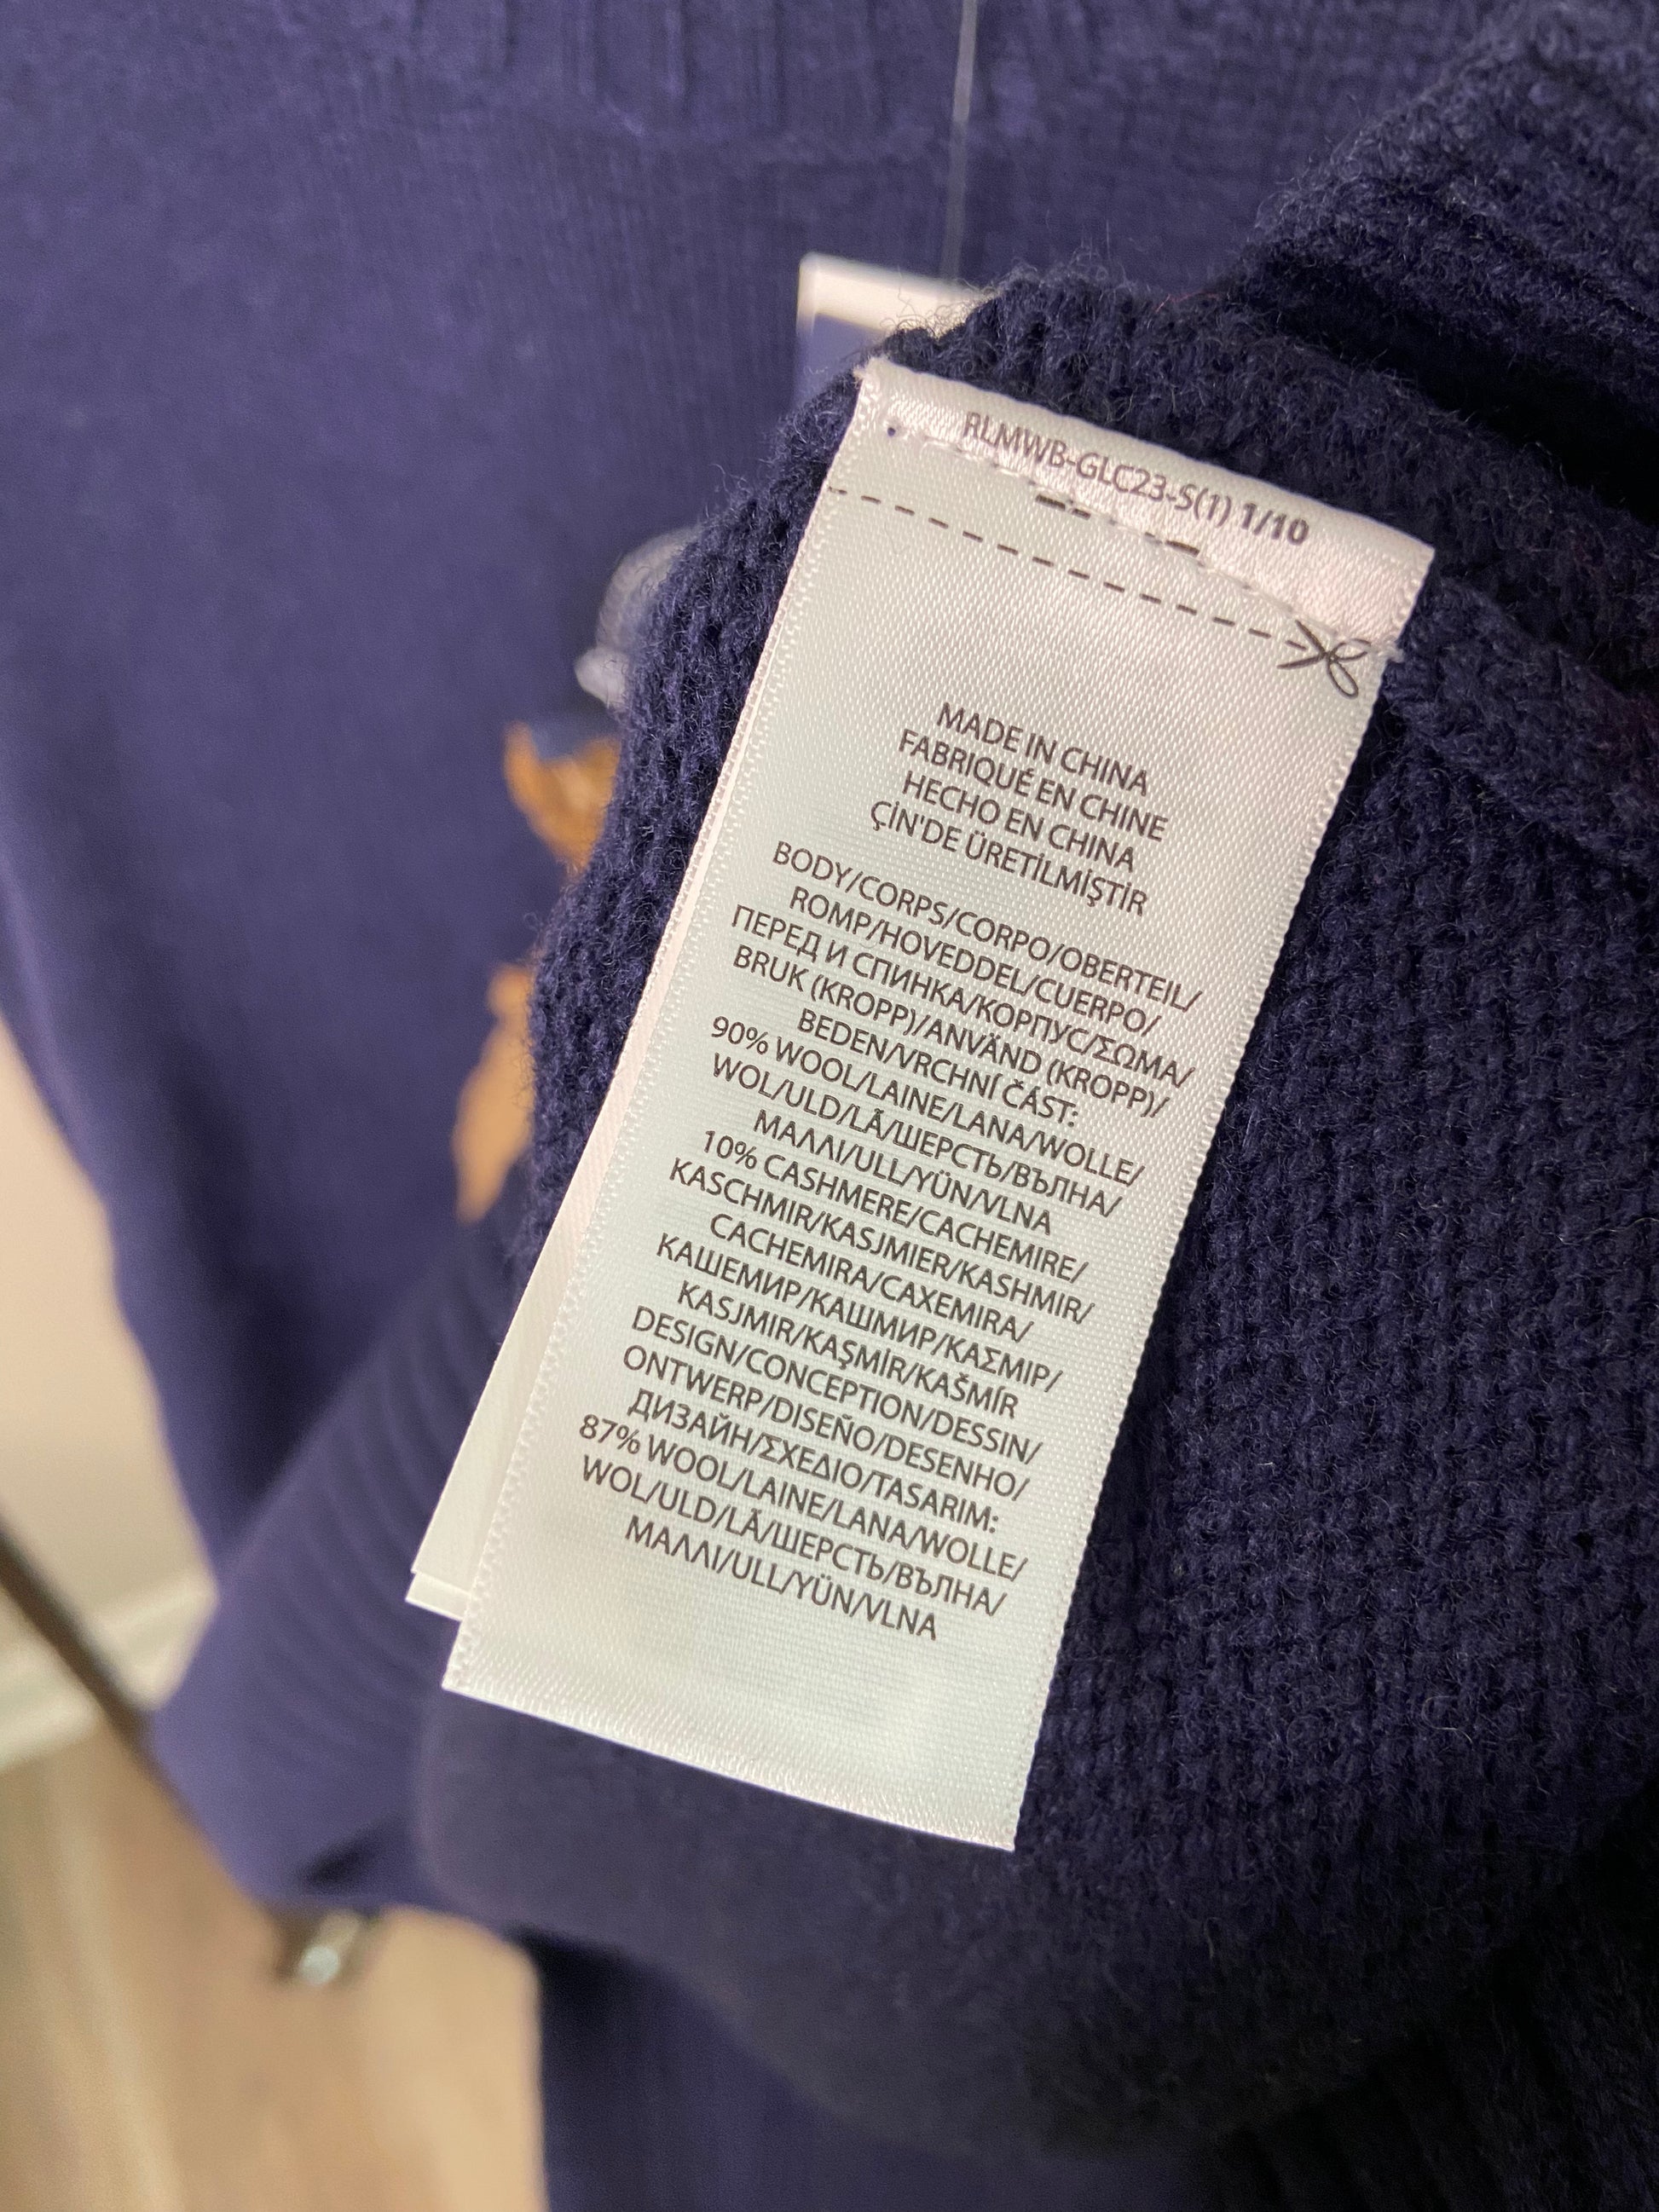 RLMWB-GLC23-S(1) 1/10
MADE IN CHINA
FABRIQUÉ EN CHINE
HECHO EN CHINA
ÇİN'DE ÜRETİLMİŞTİR
BODY/CORPS/CORPO/OBERTEIL/
ROMP/HOVEDDEL/CUERPO/
ПЕРЕД И СПИНКА/КОРПУС/ΣΩΜΑ/
BRUK (KROPP)/ANVÄND (KROPP)/
BEDEN/VRCHNÍ ČÁST:
90% WOOL/LAINE/LANA/WOLLE/
WOL/ULD/LÃ/ШЕРСТЬ/ВЪЛНА/
ΜΑΛΛΙ/ULL/YÜN/VLNA
10% CASHMERE/CACHEMIRE/
KASCHMIR/KASJMIER/KASHMIR/
CACHEMIRA/CAXEMIRA/
КАШЕМИР/КАШМИР/ΚΑΣΜΙΡ/
KASJMIR/KAŞMİR/KAŠMÍR
DESIGN/CONCEPTION/DESSIN/
ONTWERP/DISEÑO/DESENHO/
ДИЗАЙН/ΣΧΕΔΙΟ/TASARIM:
87% WOOL/LAINE/LANA/WOLLE/
WOL/ULD/LÃ/ШЕРСТЬ/ВЪЛНА/
ΜΑΛΛΙ/ULL/YÜN/VLNA